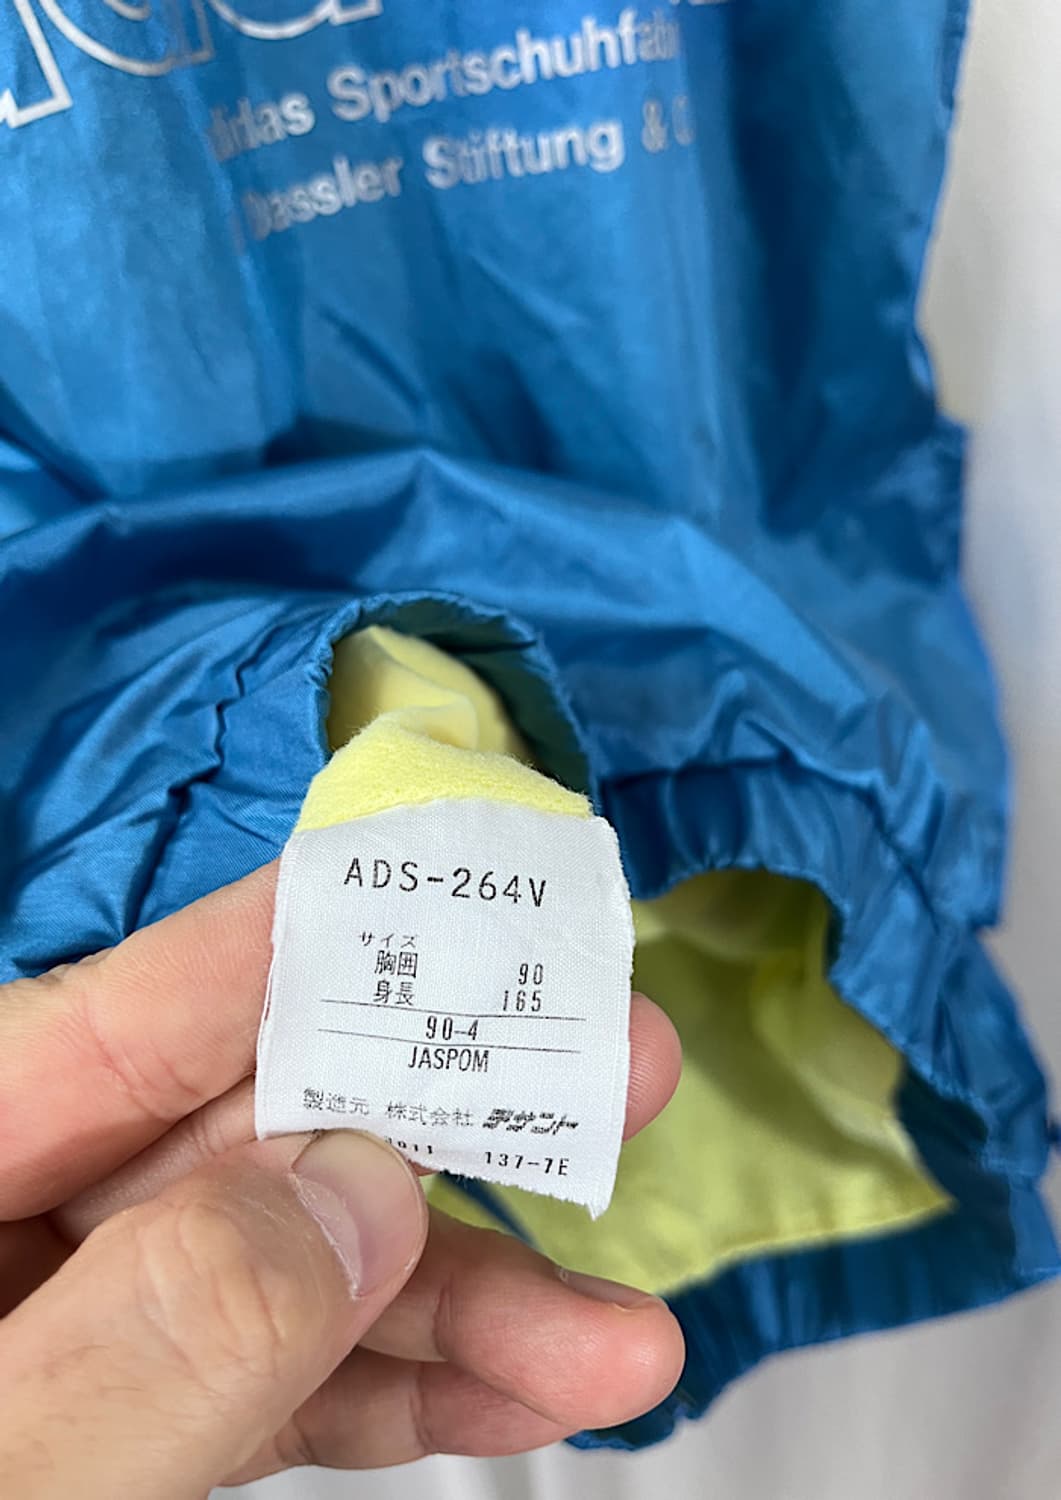 Sportschuhfab
dassler Stiftung &
ADS-264V
サイズ
胸囲 90
身長 165
90-4
JASPOM
製造元 株式会社 デサント
137-7E